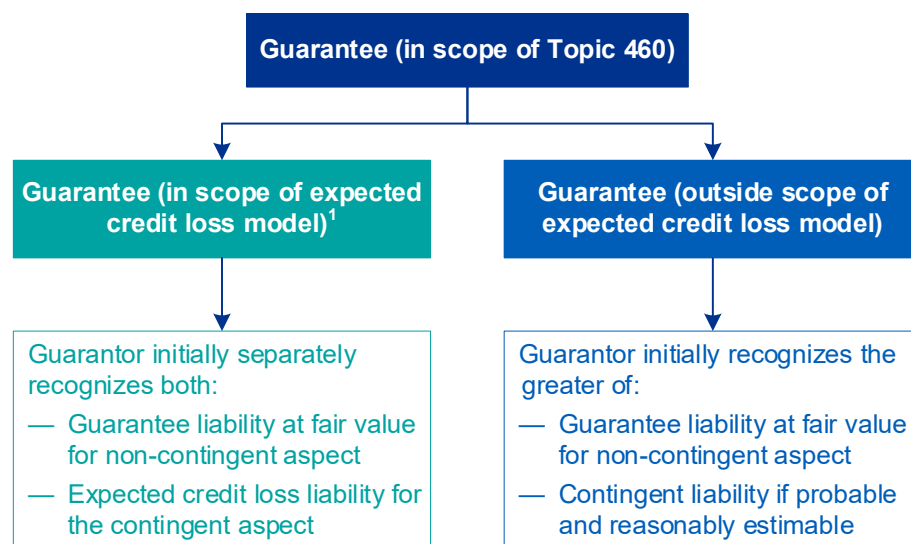 Guarantee (in scope of Topic 460)
Guarantee (in scope of expected
credit loss model)1
Guarantee (outside scope of
expected credit loss model)
Guarantor initially separately
recognizes both:
— Guarantee liability at fair value
for non-contingent aspect
— Expected credit loss liability for
the contingent aspect
Guarantor initially recognizes the
greater of:
— Guarantee liability at fair value
for non-contingent aspect
— Contingent liability if probable
and reasonably estimable